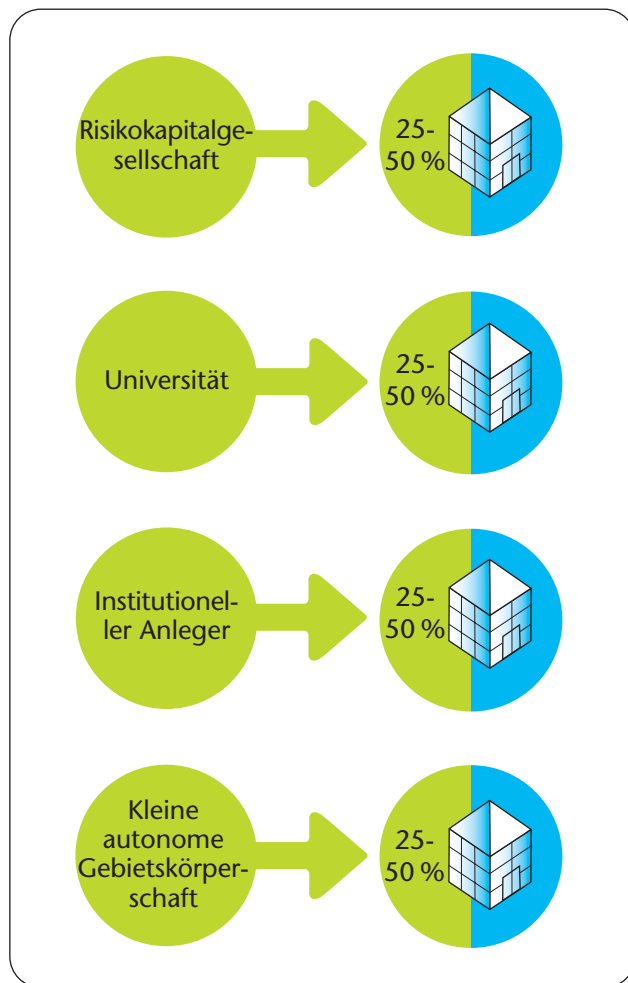 Risikokapitalge-
sellschaft
25-
50 %
Universität
25-
50 %
Institutionel-
ler Anleger
25-
50 %
Kleine
autonome
Gebietskörper-
schaft
25-
50 %